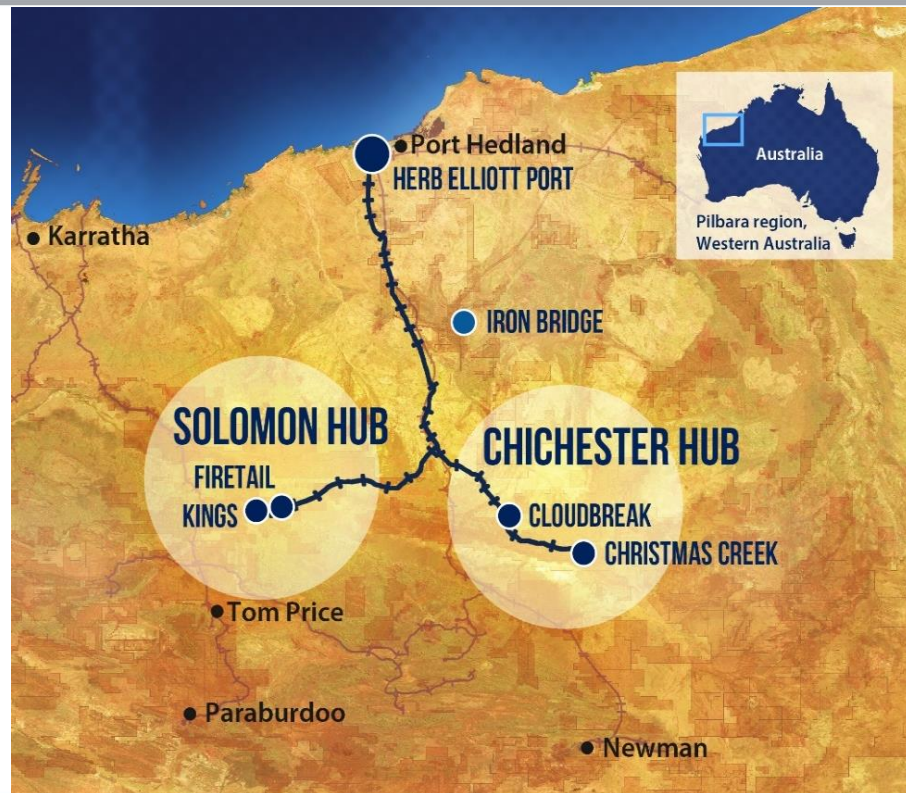 Port Hedland
HERB ELLIOTT PORT
Australia
Pilbara region,
Western Australia
Karratha
IRON BRIDGE
SOLOMON HUB
FIRETAIL
KINGS
CHICHESTER HUB
CLOUDBREAK
CHRISTMAS CREEK
Tom Price
Paraburdoo
Newman